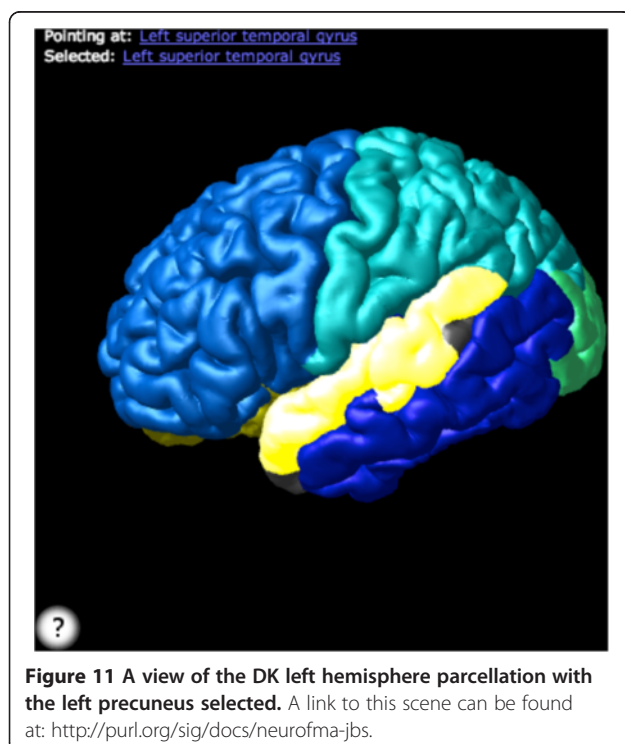 Pointing at: Left superior temporal gyrus
Selected: Left superior temporal gyrus
?
Figure 11 A view of the DK left hemisphere parcellation with
the left precuneus selected. A link to this scene can be found
at: http://purl.org/sig/docs/neurofma-jbs.